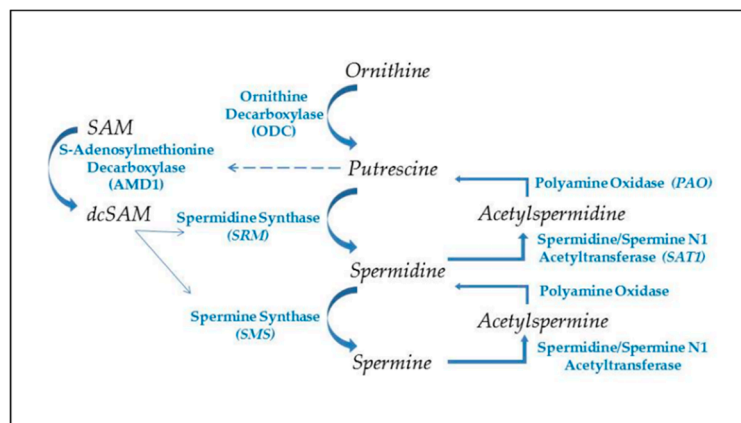 Ornithine
Ornithine
Decarboxylase
(ODC)
SAM
S-Adenosylmethionine
Decarboxylase
(AMD1)
Putrescine
Polyamine Oxidase (PAO)
dcSAM
Spermidine Synthase
(SRM)
Acetylspermidine
Spermidine/Spermine N1
Acetyltransferase (SAT1)
Spermidine
Polyamine Oxidase
Spermine Synthase
(SMS)
Acetylspermine
Spermine
Spermidine/Spermine N1
Acetyltransferase